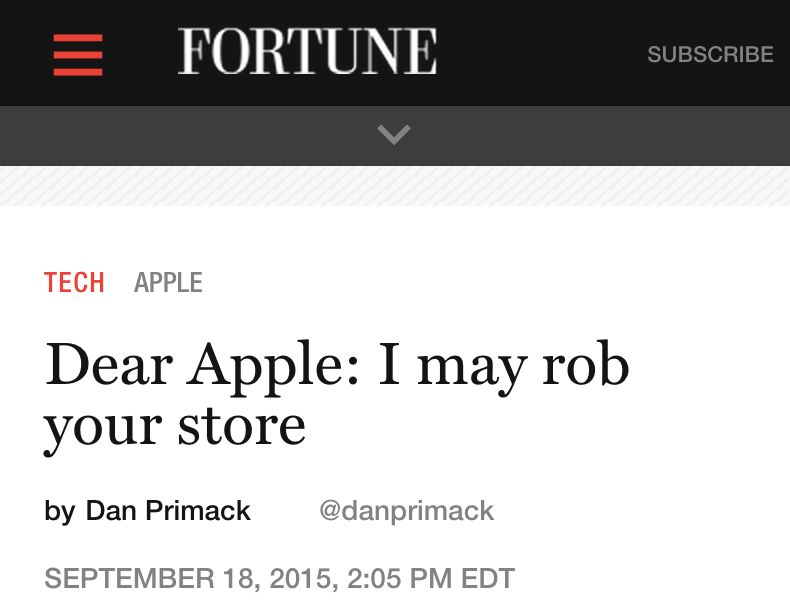 FORTUNE
SUBSCRIBE
TECH APPLE
Dear Apple: I may rob
your store
by Dan Primack @danprimack
SEPTEMBER 18, 2015, 2:05 PM EDT